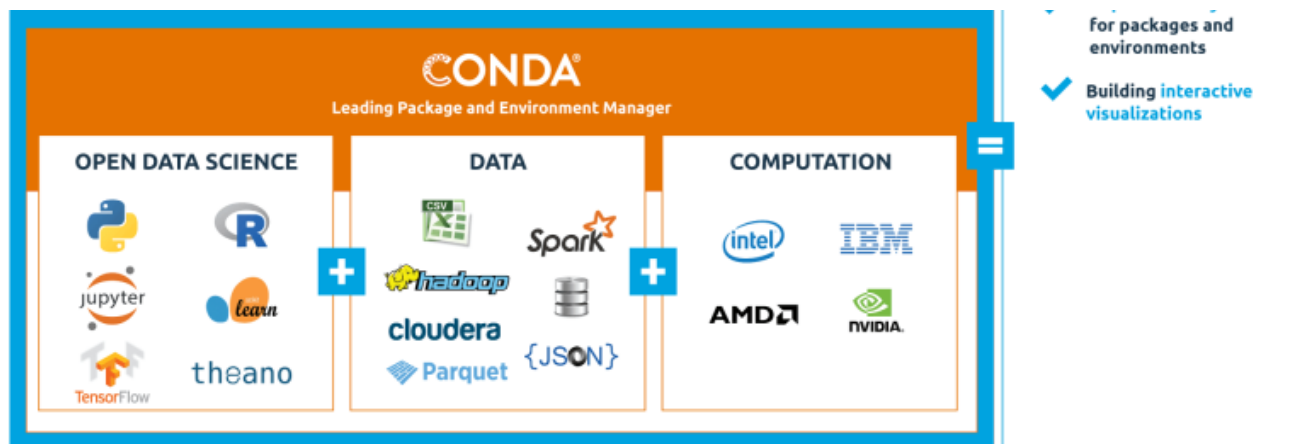 CONDA®
Leading Package and Environment Manager
OPEN DATA SCIENCE
R
jupyter
learn
TensorFlow
theano
DATA
CSV
Spark
hadoop
cloudera
{JSON}
Parquet
COMPUTATION
intel
IBM
AMD
NVIDIA.
for packages and
environments
Building interactive
visualizations